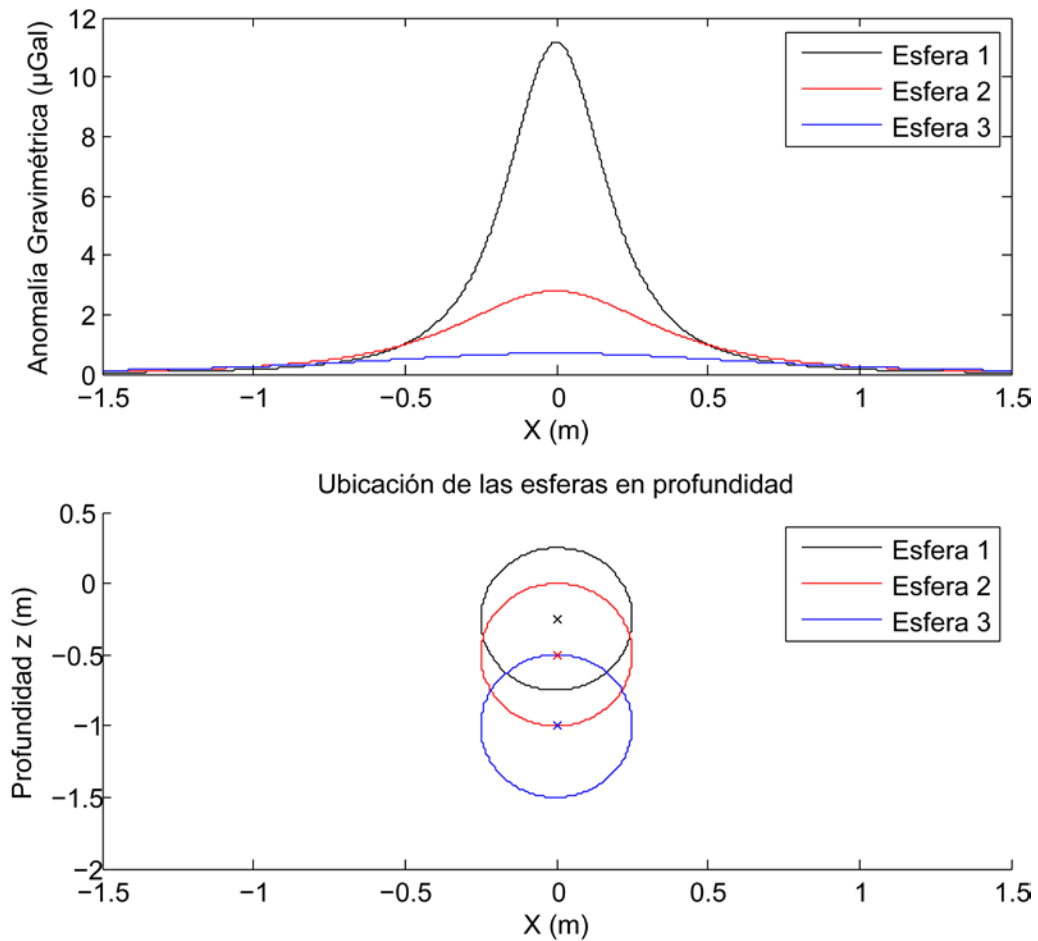 Anomalía Gravimétrica (µGal)
12
10
8
6
4
2
0
−1.5
−1
−0.5
0
0.5
1
1.5
X (m)
Esfera 1
Esfera 2
Esfera 3
Ubicación de las esferas en profundidad
Profundidad z (m)
0.5
0
−0.5
−1
−1.5
−2
−1.5
−1
−0.5
0
0.5
1
1.5
X (m)
Esfera 1
Esfera 2
Esfera 3